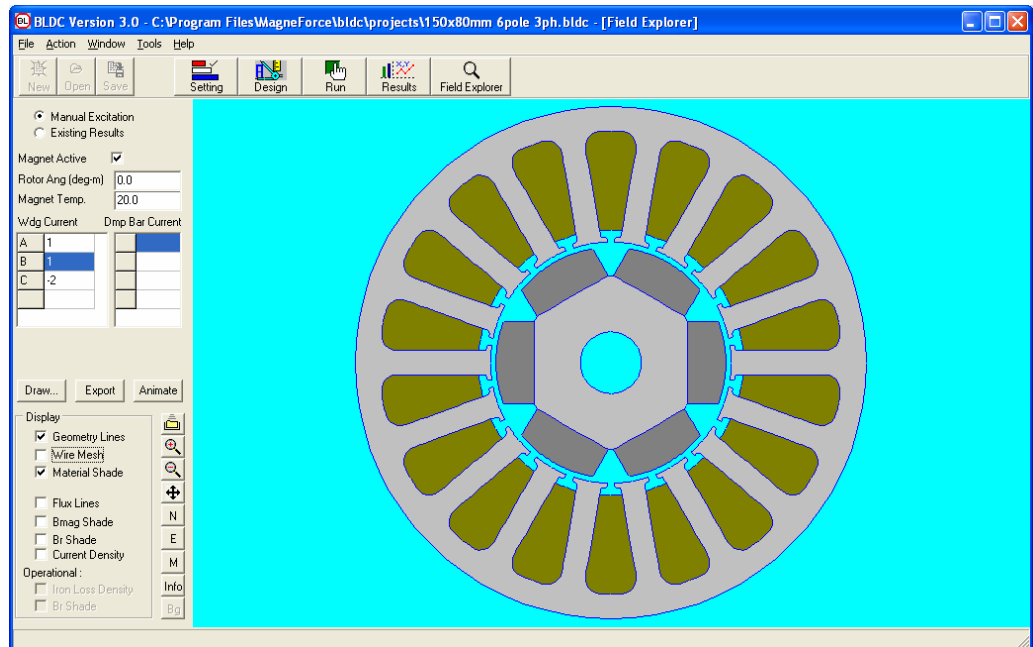 BLDC Version 3.0 - C:\Program Files\MagneForce\bldc\projects\150x80mm 6pole 3ph.bldc - [Field Explorer]
File Action Window Tools Help
New Open Save Setting Design Run Results Field Explorer
Manual Excitation
Existing Results
Magnet Active
Rotor Ang (deg-m) 0.0
Magnet Temp. 20.0
Wdg Current Dmp Bar Current
A 1
B 1
C -2
Draw... Export Animate
Display
Geometry Lines
Wire Mesh
Material Shade
Flux Lines
Bmag Shade
Br Shade
Current Density
Operational :
Iron Loss Density
Br Shade
N
E
M
Info
Bg